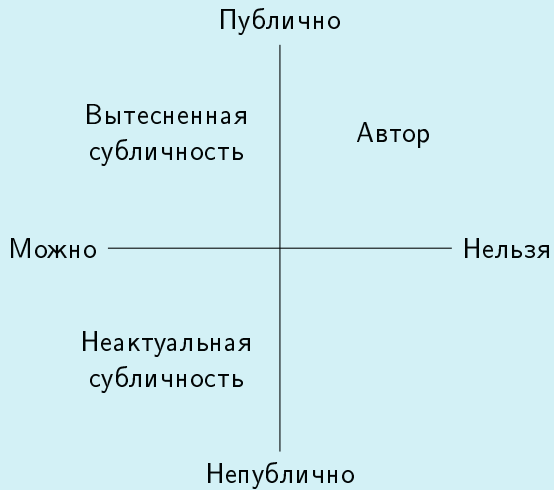 Публично
Вытесненная
субличность
Автор
Можно
Нельзя
Неактуальная
субличность
Непублично